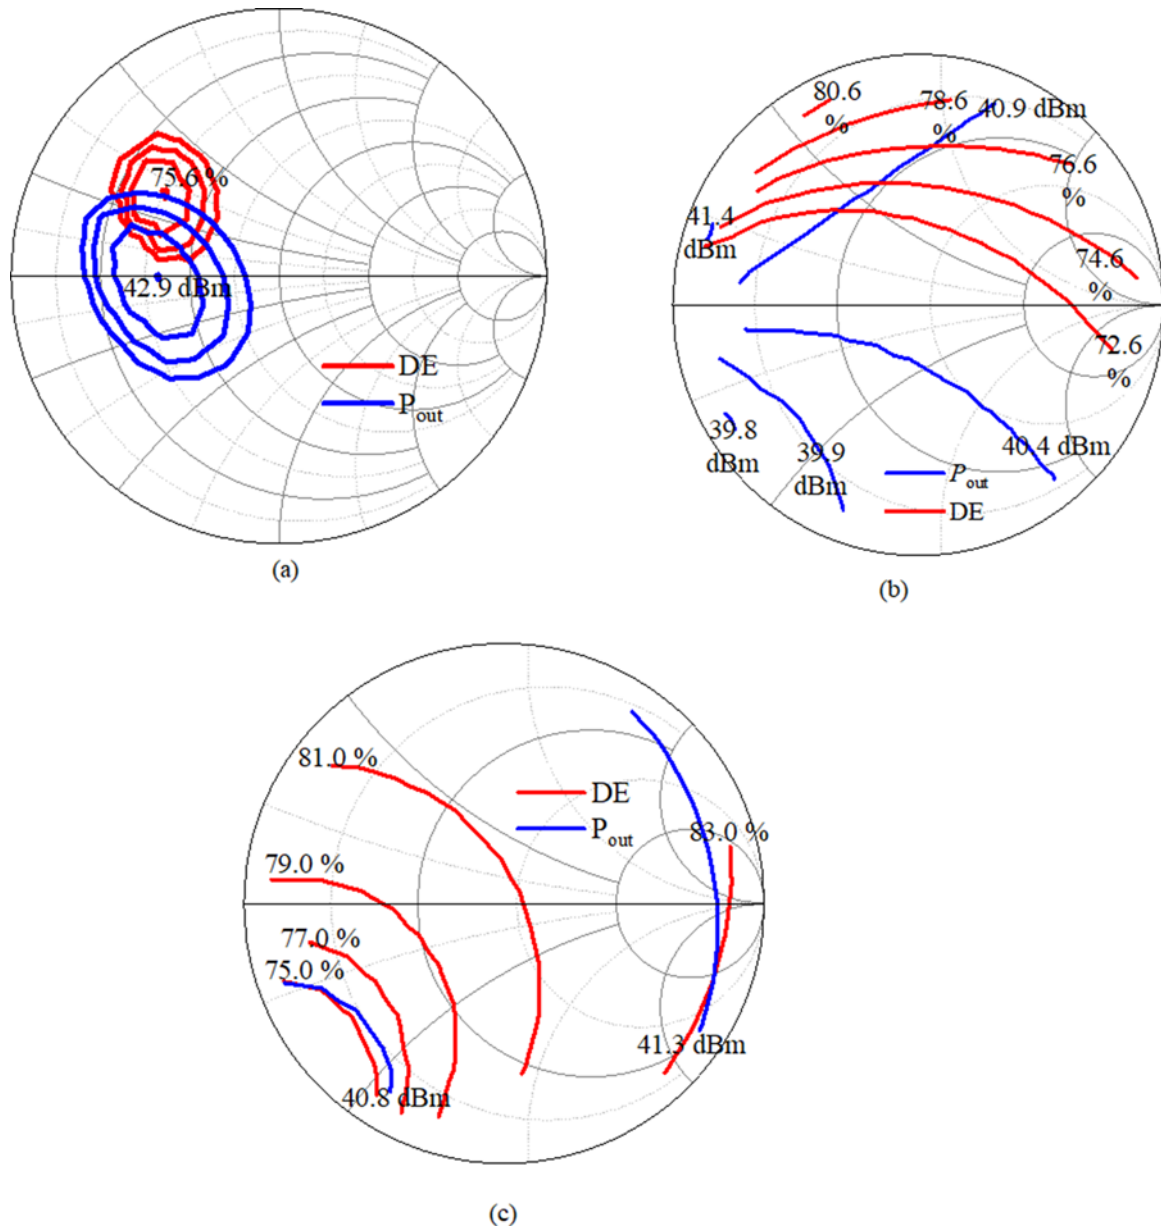 75.6 %
42.9 dBm
DE
Pout
(a)
80.6
%
78.6
%
40.9 dBm
76.6
%
41.4
dBm
74.6
%
72.6
%
39.8
dBm
39.9
dBm
40.4 dBm
Pout
DE
(b)
81.0 %
DE
Pout
83.0 %
79.0 %
77.0 %
75.0 %
41.3 dBm
40.8 dBm
(c)